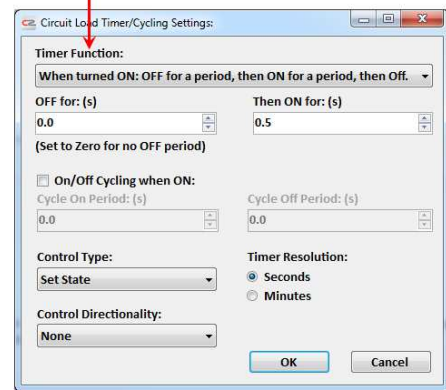 Circuit Load Timer/Cycling Settings:
Timer Function:
When turned ON: OFF for a period, then ON for a period, then Off.
OFF for: (s) Then ON for: (s)
0.0 0.5
(Set to Zero for no OFF period)
On/Off Cycling when ON:
Cycle On Period: (s) Cycle Off Period: (s)
0.0 0.0
Control Type: Timer Resolution:
Set State Seconds
Minutes
Control Directionality:
None
OK Cancel